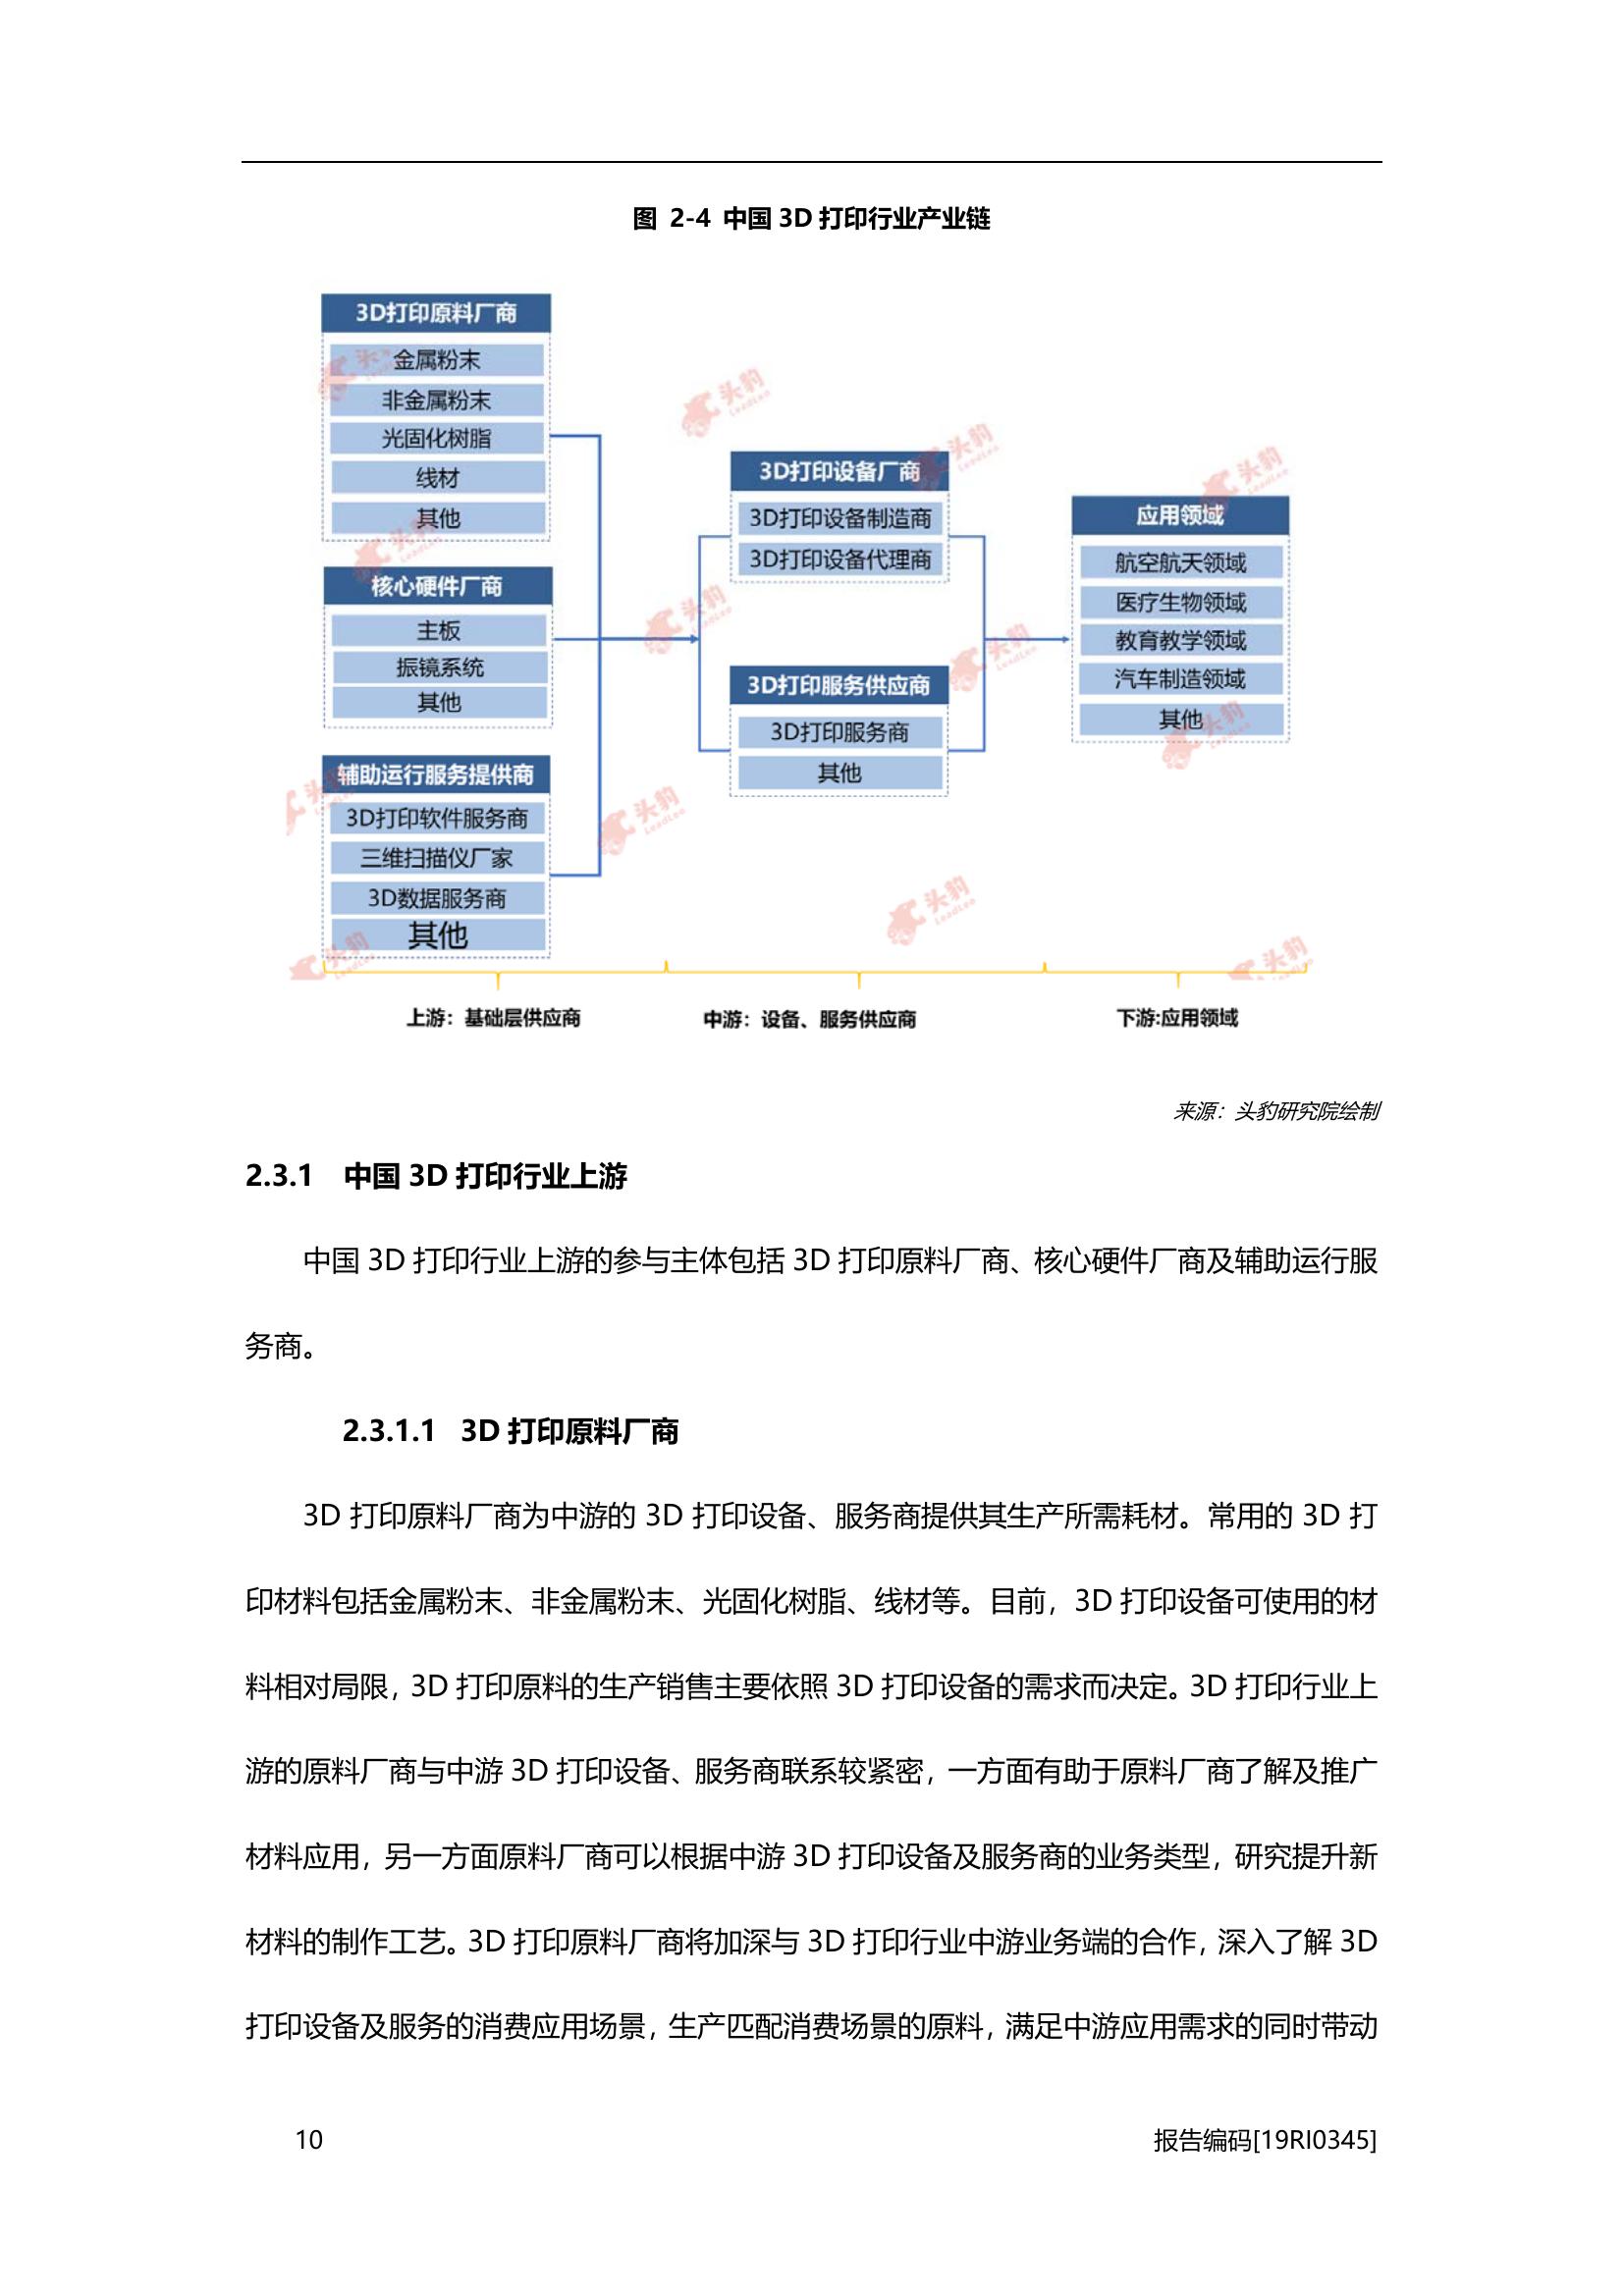 图 2-4 中国 3D 打印行业产业链
3D打印原料厂商
金属粉末
非金属粉末
光固化树脂
线材
其他
核心硬件厂商
主板
振镜系统
其他
辅助运行服务提供商
3D打印软件服务商
三维扫描仪厂家
3D数据服务商
其他
3D打印设备厂商
3D打印设备制造商
3D打印设备代理商
3D打印服务供应商
3D打印服务商
其他
应用领域
航空航天领域
医疗生物领域
教育教学领域
汽车制造领域
其他
头豹
LeadLeo
上游：基础层供应商
中游：设备、服务供应商
下游:应用领域
来源：头豹研究院绘制
2.3.1 中国 3D 打印行业上游
中国 3D 打印行业上游的参与主体包括 3D 打印原料厂商、核心硬件厂商及辅助运行服
务商。
2.3.1.1 3D 打印原料厂商
3D 打印原料厂商为中游的 3D 打印设备、服务商提供其生产所需耗材。常用的 3D 打
印材料包括金属粉末、非金属粉末、光固化树脂、线材等。目前，3D 打印设备可使用的材
料相对局限，3D 打印原料的生产销售主要依照 3D 打印设备的需求而决定。3D 打印行业上
游的原料厂商与中游 3D 打印设备、服务商联系较紧密，一方面有助于原料厂商了解及推广
材料应用，另一方面原料厂商可以根据中游 3D 打印设备及服务商的业务类型，研究提升新
材料的制作工艺。3D 打印原料厂商将加深与 3D 打印行业中游业务端的合作，深入了解 3D
打印设备及服务的消费应用场景，生产匹配消费场景的原料，满足中游应用需求的同时带动
10
报告编码[19RI0345]